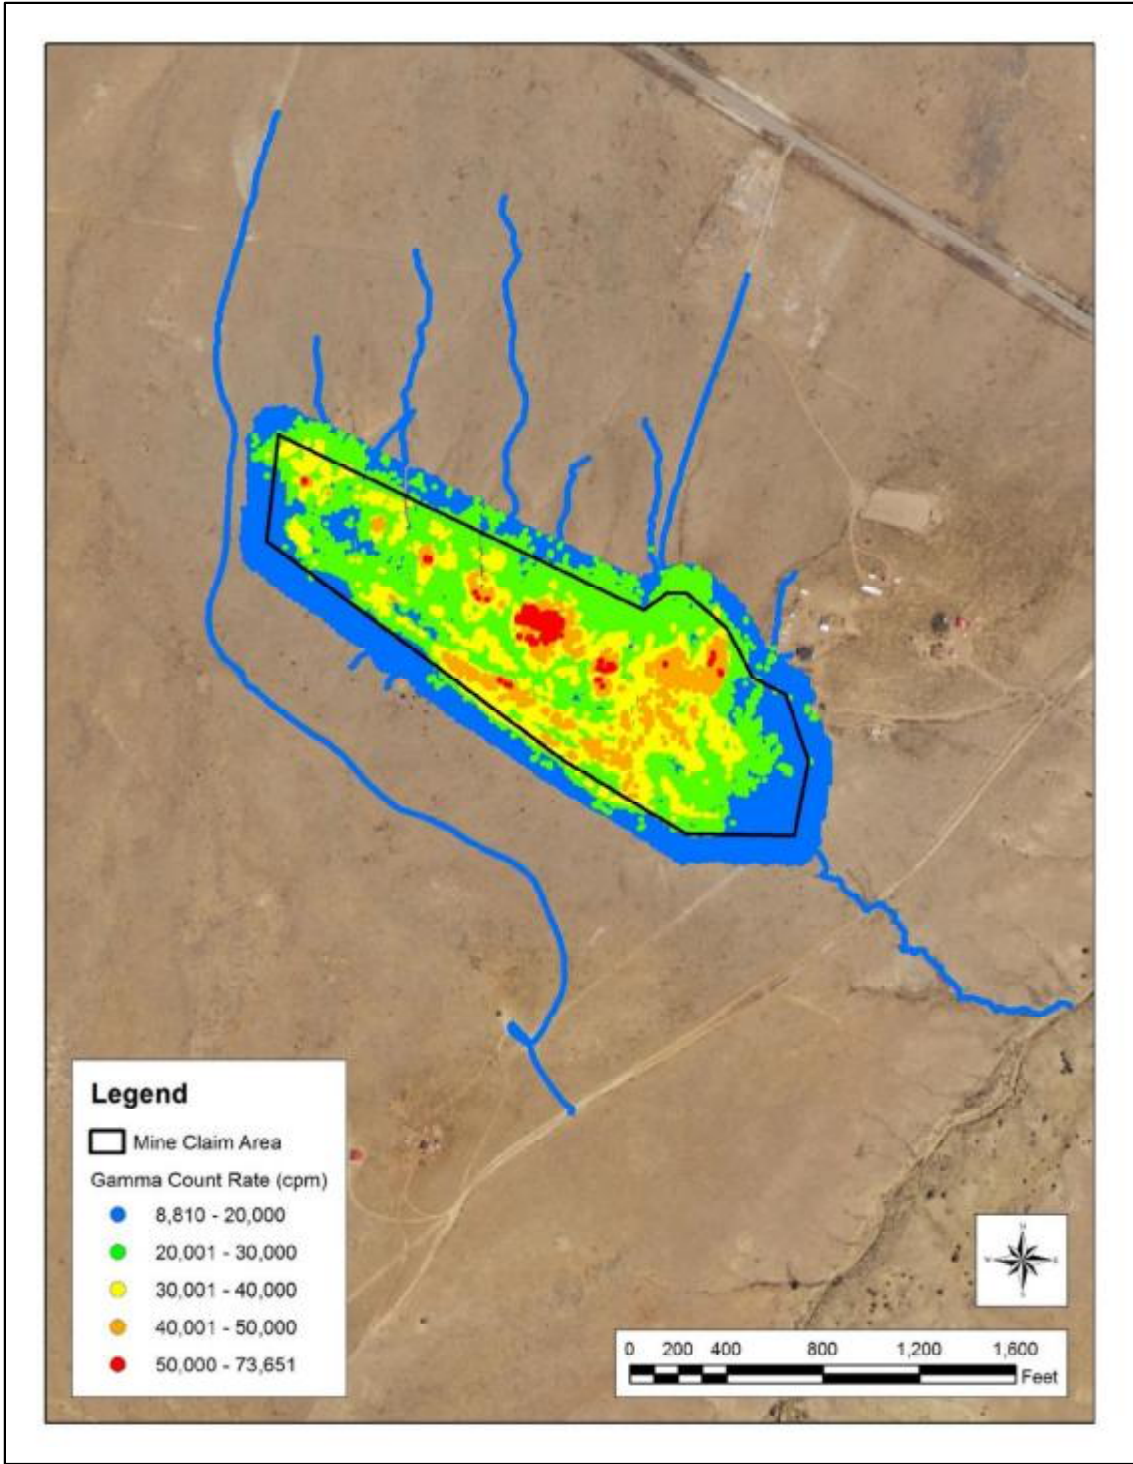 Legend
Mine Claim Area
Gamma Count Rate (cpm)
8,810 - 20,000
20,001 - 30,000
30,001 - 40,000
40,001 - 50,000
50,000 - 73,651
N
W E
S
0 200 400 800 1,200 1,600
Feet